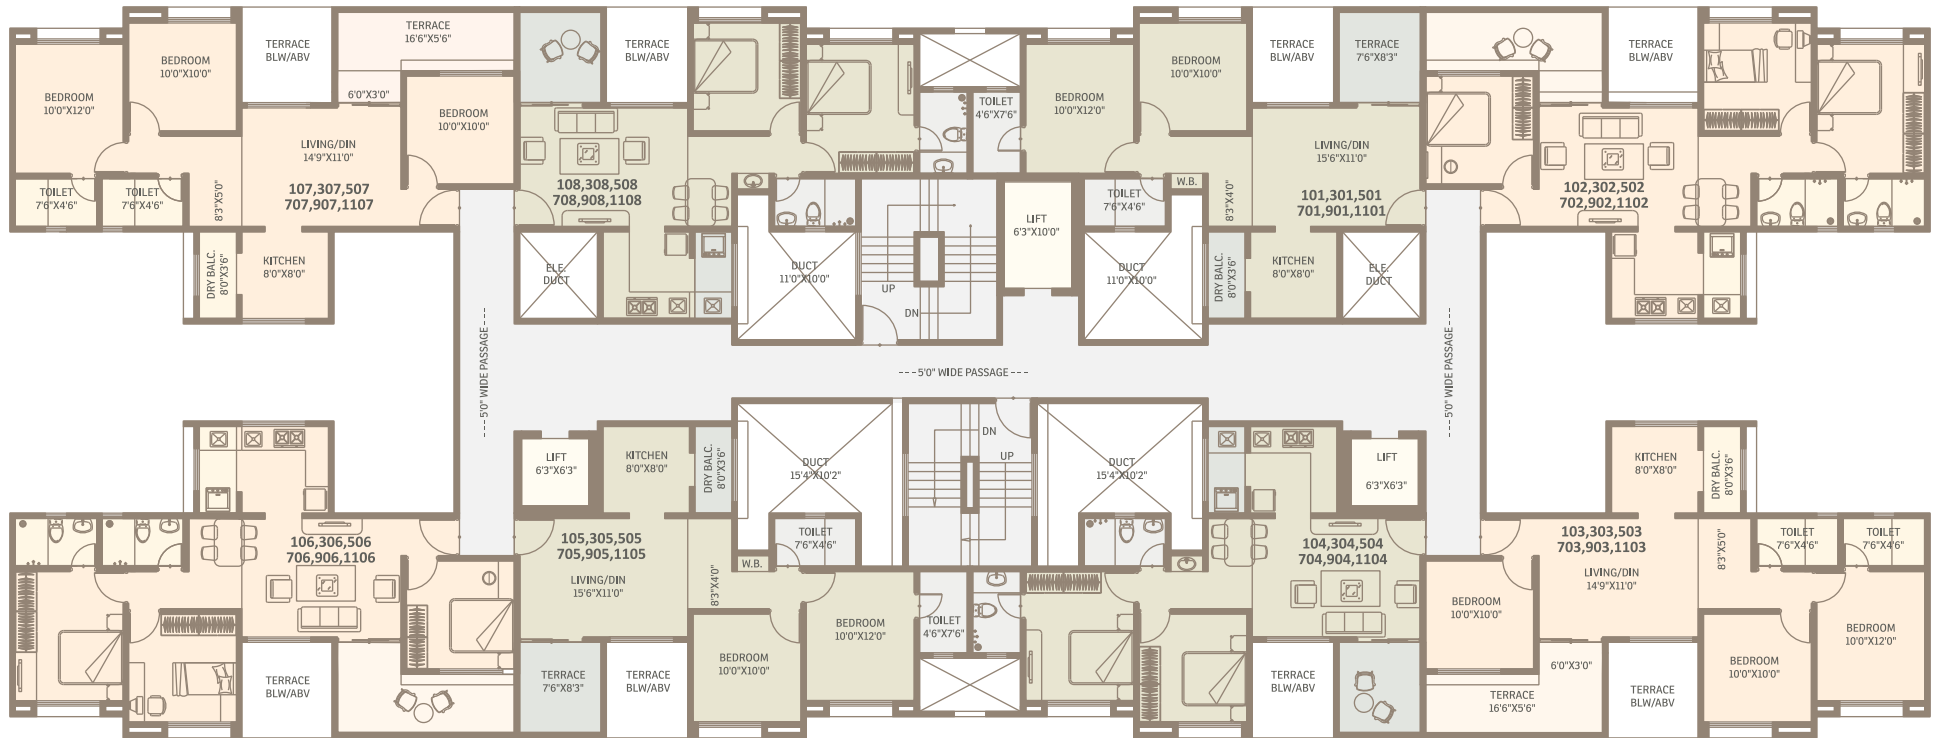 BEDROOM
10'0"X12'0"
BEDROOM
10'0"X10'0"
TERRACE
BLW/ABV
TERRACE
16'6"X5'6"
6'0"X3'0"
BEDROOM
10'0"X10'0"
LIVING/DIN
14'9"X11'0"
107,307,507
707,907,1107
TOILET
7'6"X4'6"
TOILET
7'6"X4'6"
8'3"X5'0"
DRY BALC.
8'0"X3'6"
KITCHEN
8'0"X8'0"
TERRACE
BLW/ABV
108,308,508
708,908,1108
ELE.
DUCT
DUCT
11'0"X10'0"
UP
DN
TOILET
4'6"X7'6"
BEDROOM
10'0"X12'0"
BEDROOM
10'0"X10'0"
TERRACE
BLW/ABV
TERRACE
7'6"X8'3"
LIVING/DIN
15'6"X11'0"
101,301,501
701,901,1101
W.B.
TOILET
7'6"X4'6"
8'3"X4'0"
LIFT
6'3"X10'0"
DUCT
11'0"X10'0"
DRY BALC.
8'0"X3'6"
KITCHEN
8'0"X8'0"
ELE.
DUCT
TERRACE
BLW/ABV
102,302,502
702,902,1102
5'0" WIDE PASSAGE
5'0" WIDE PASSAGE
5'0" WIDE PASSAGE
106,306,506
706,906,1106
TERRACE
BLW/ABV
LIFT
6'3"X6'3"
KITCHEN
8'0"X8'0"
DRY BALC.
8'0"X3'6"
105,305,505
705,905,1105
LIVING/DIN
15'6"X11'0"
8'3"X4'0"
W.B.
TOILET
7'6"X4'6"
DUCT
15'4"X10'2"
TERRACE
7'6"X8'3"
TERRACE
BLW/ABV
BEDROOM
10'0"X10'0"
BEDROOM
10'0"X12'0"
TOILET
4'6"X7'6"
DN
UP
DUCT
15'4"X10'2"
LIFT
6'3"X6'3"
104,304,504
704,904,1104
TERRACE
BLW/ABV
KITCHEN
8'0"X8'0"
DRY BALC.
8'0"X3'6"
103,303,503
703,903,1103
LIVING/DIN
14'9"X11'0"
8'3"X5'0"
TOILET
7'6"X4'6"
TOILET
7'6"X4'6"
BEDROOM
10'0"X10'0"
6'0"X3'0"
TERRACE
16'6"X5'6"
TERRACE
BLW/ABV
BEDROOM
10'0"X10'0"
BEDROOM
10'0"X12'0"